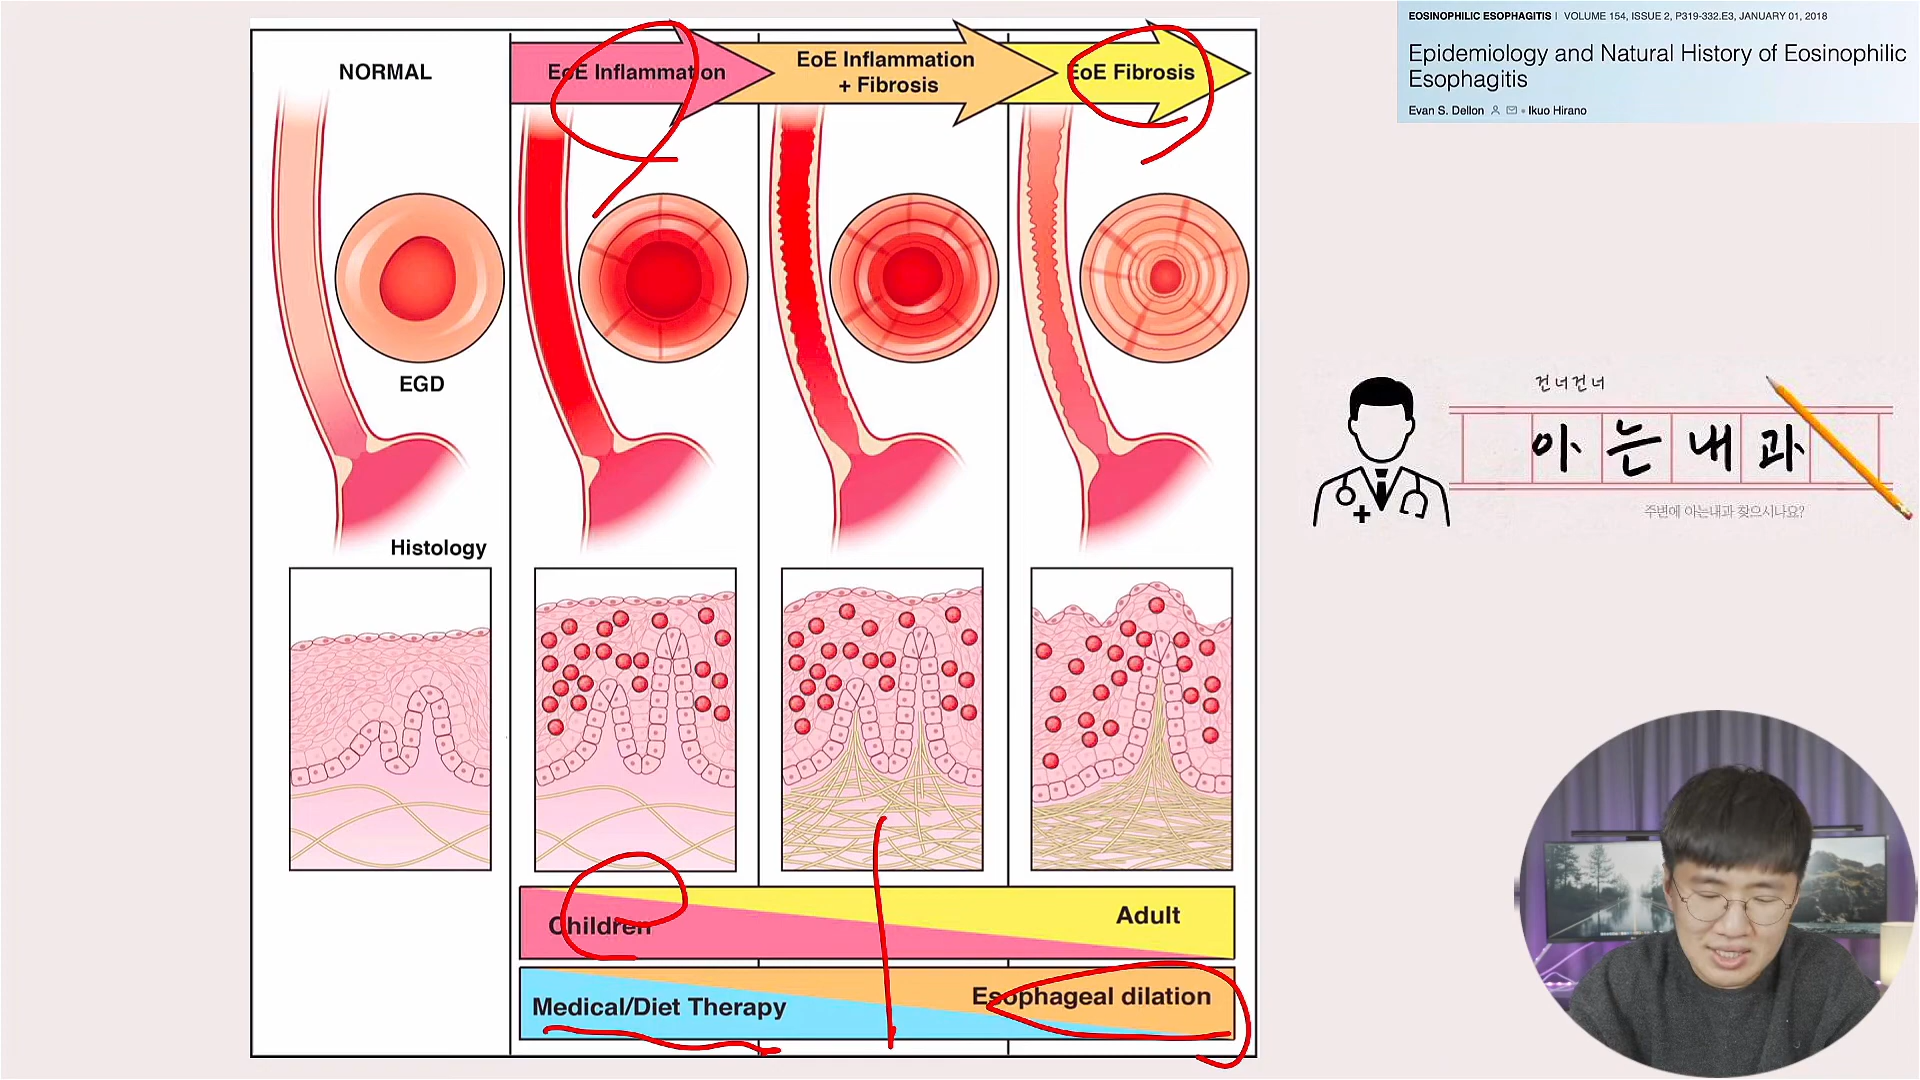 NORMAL
EoE Inflammation
EoE Inflammation
+ Fibrosis
EoE Fibrosis
EGD
Histology
Children
Adult
Medical/Diet Therapy
Esophageal dilation
EOSINOPHILIC ESOPHAGITIS | VOLUME 154, ISSUE 2, P319-332.E3, JANUARY 01, 2018
Epidemiology and Natural History of Eosinophilic
Esophagitis
Evan S. Dellon • Ikuo Hirano
건너건너
아는내과
주변에 아는내과 찾으시나요?